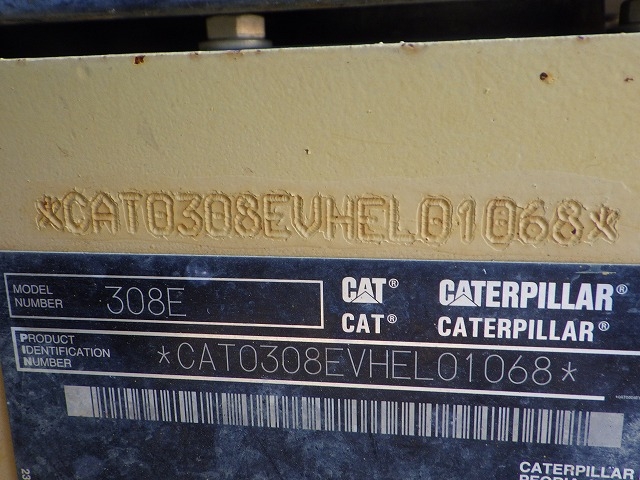 *CAT0308EVHEL01068*
MODEL NUMBER 308E
CAT® CATERPILLAR®
CAT® CATERPILLAR®
PRODUCT IDENTIFICATION NUMBER *CAT0308EVHEL01068*
CATERPILLAR